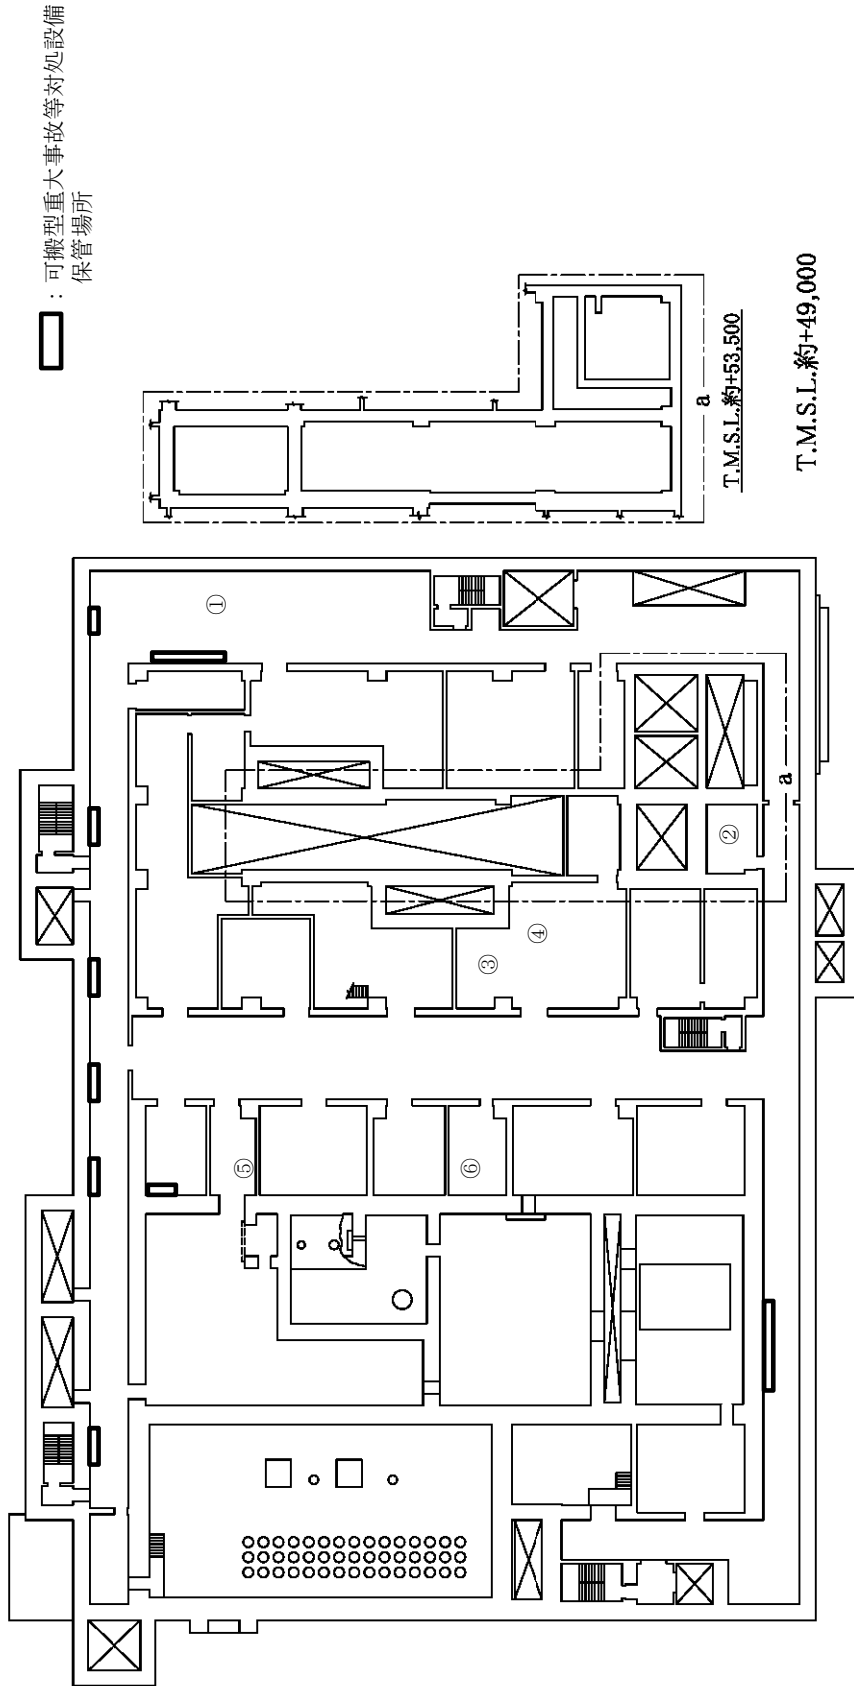 ：可搬型重大事故等対処設備
保管場所
a
T.M.S.L.約+53,500
T.M.S.L.約+49,000
①
②
③
④
⑤
⑥
a